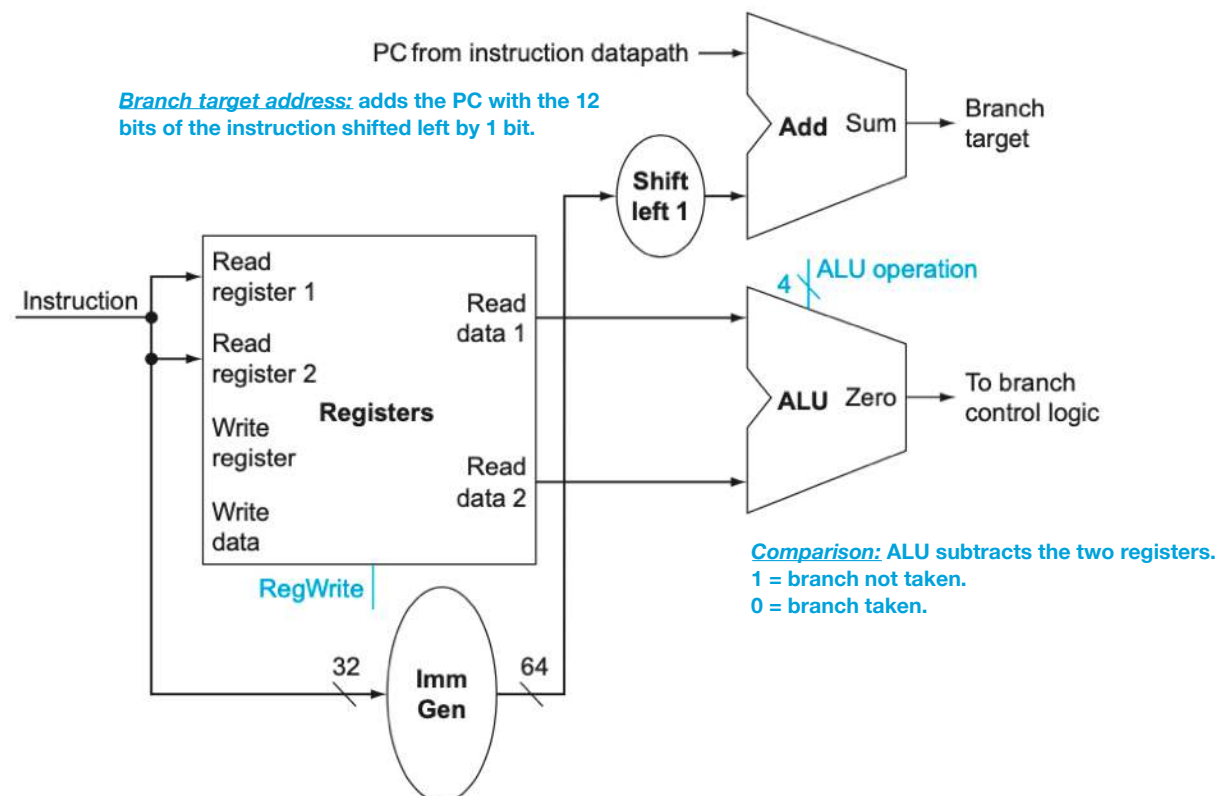 PC from instruction datapath
Branch target address: adds the PC with the 12
bits of the instruction shifted left by 1 bit.
Add Sum
Branch
target
Shift
left 1
Instruction
Read
register 1
Read
register 2
Write
register
Write
data
Registers
Read
data 1
Read
data 2
RegWrite
4
ALU operation
ALU Zero
To branch
control logic
Comparison: ALU subtracts the two registers.
1 = branch not taken.
0 = branch taken.
32
Imm
Gen
64